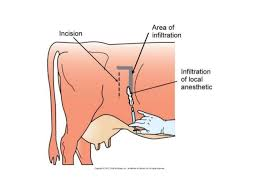 Incision
Area of
infiltration
Infiltration
of local
anesthetic